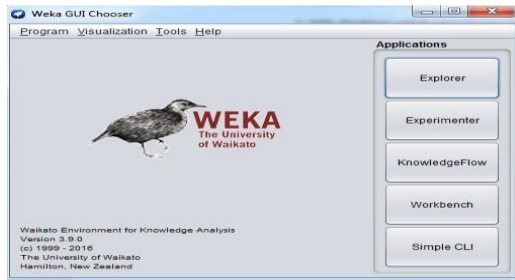 Weka GUI Chooser
Program Visualization Tools Help
Applications
Explorer
Experimenter
KnowledgeFlow
Workbench
Simple CLI
WEKA
The University
of Waikato
Waikato Environment for Knowledge Analysis
Version 3.9.0
(c) 1999 - 2016
The University of Waikato
Hamilton, New Zealand